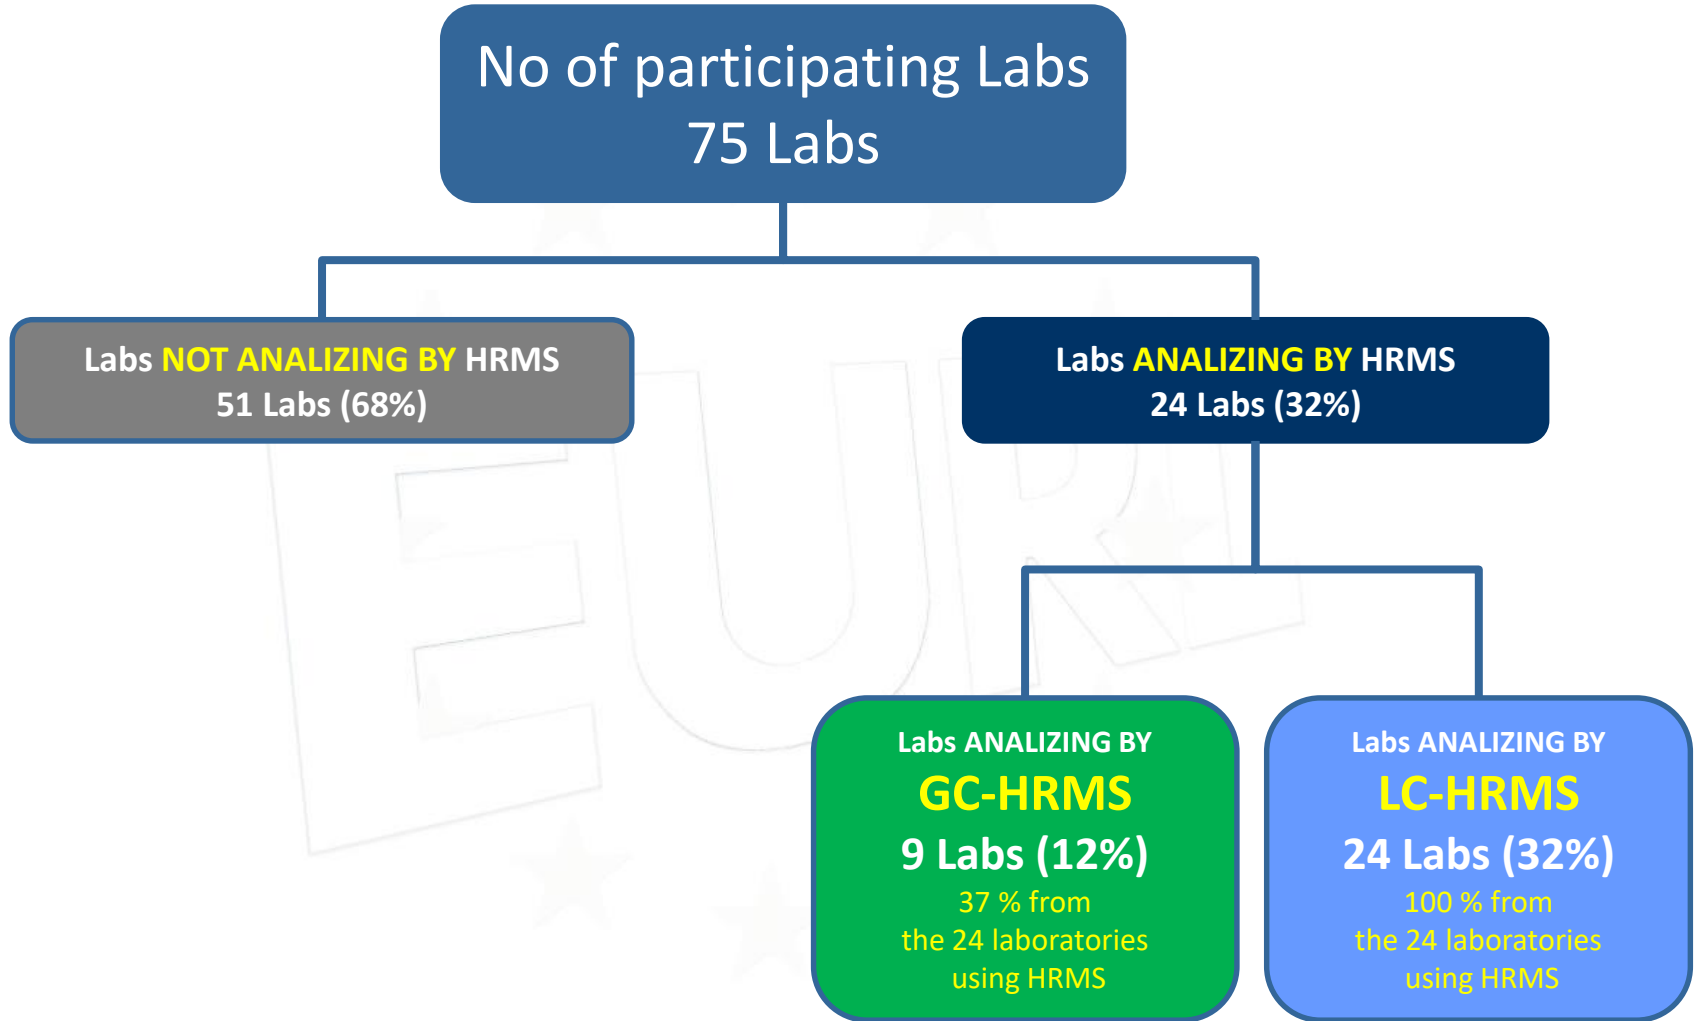 No of participating Labs
75 Labs
Labs NOT ANALIZING BY HRMS
51 Labs (68%)
Labs ANALIZING BY HRMS
24 Labs (32%)
Labs ANALIZING BY
GC-HRMS
9 Labs (12%)
37 % from
the 24 laboratories
using HRMS
Labs ANALIZING BY
LC-HRMS
24 Labs (32%)
100 % from
the 24 laboratories
using HRMS
EURL